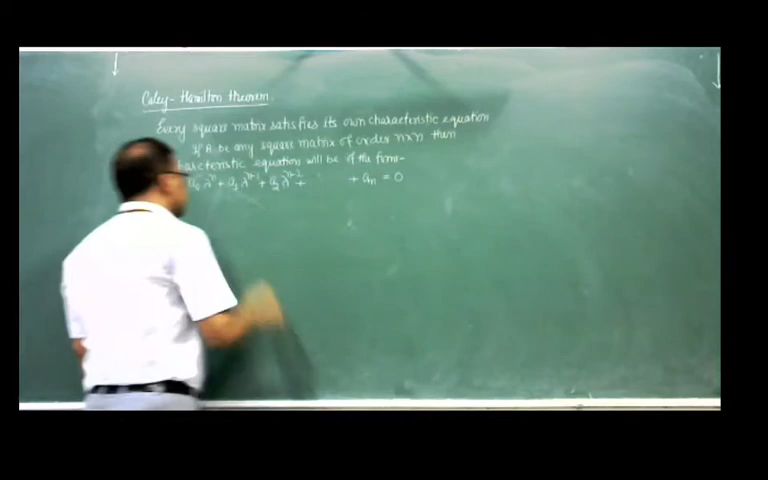 Caley-Hamilton theorem
Every square matrix satisfies its own characteristic equation
If A be any square matrix of order n×n then
characteristic equation will be of the form-
a₀λⁿ + a₁λⁿ⁻¹ + a₂λⁿ⁻² + + aₙ = 0